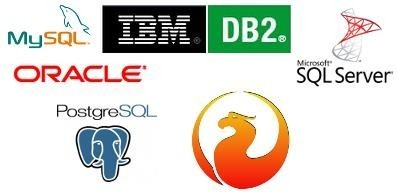 MySQL®
IBM®
DB2®
Microsoft®
SQL Server®
ORACLE®
PostgreSQL